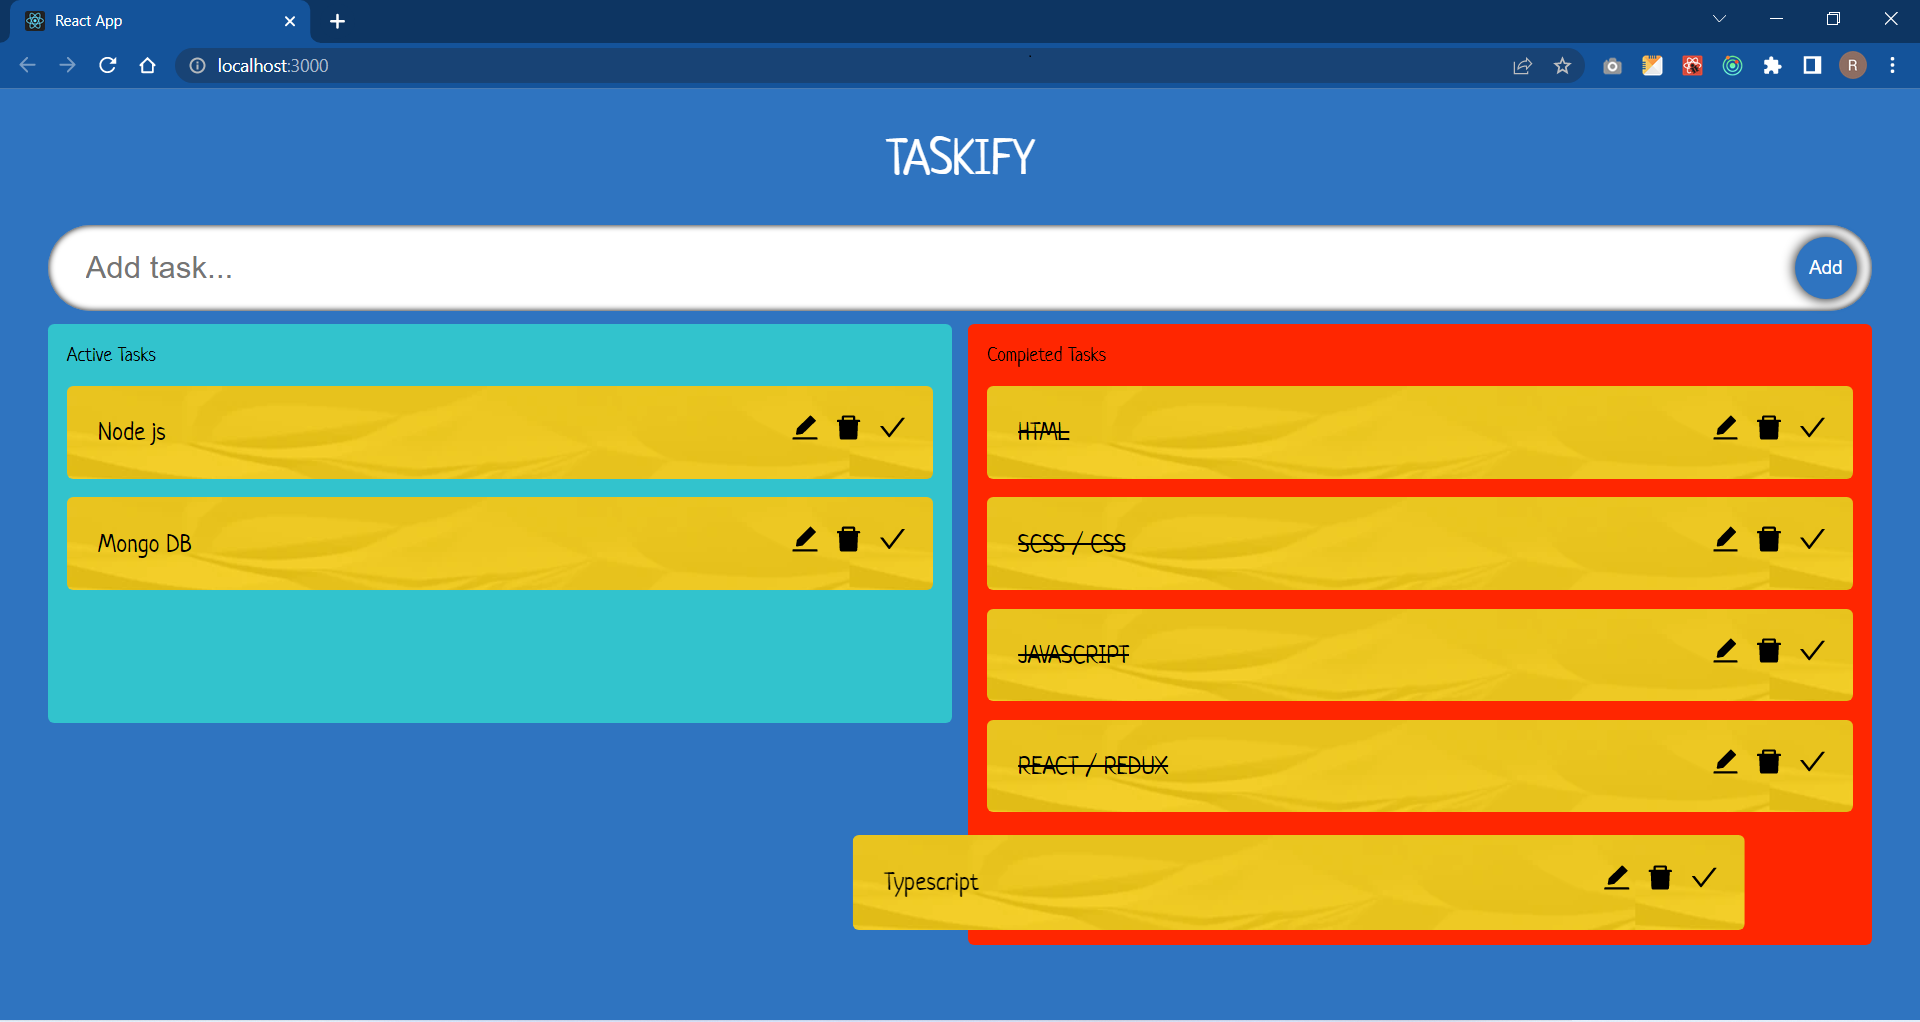 React App
localhost:3000
R
TASKIFY
Add task...
Add
Active Tasks
Node js
Mongo DB
Completed Tasks
HTML
SCSS / CSS
JAVASCRIPT
REACT / REDUX
Typescript